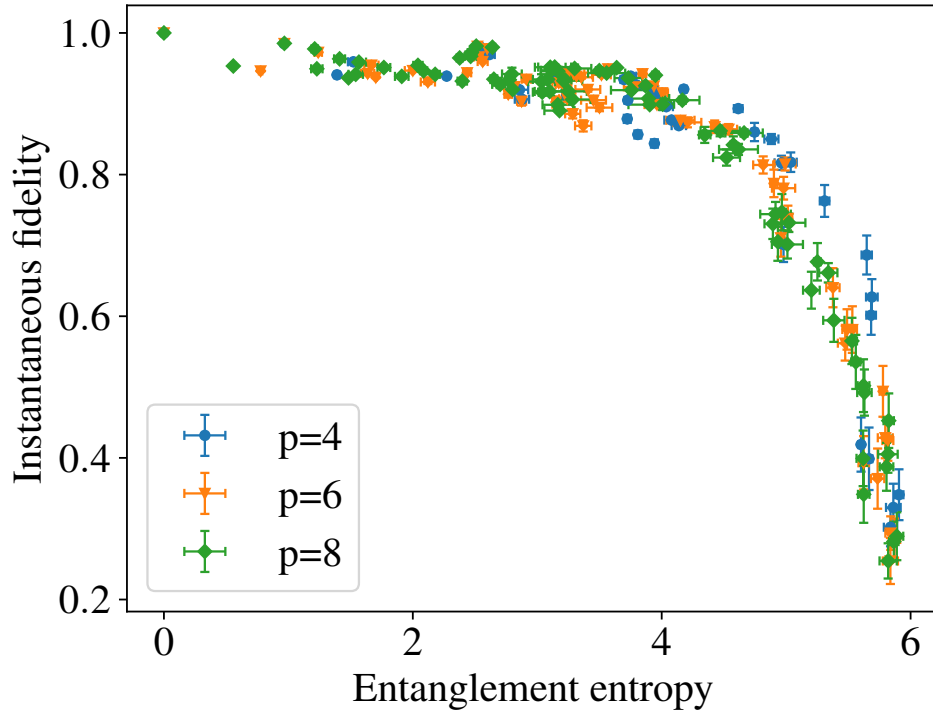 1.0
0.8
0.6
0.4
0.2
Instantaneous fidelity
p=4
p=6
p=8
0 2 4 6
Entanglement entropy